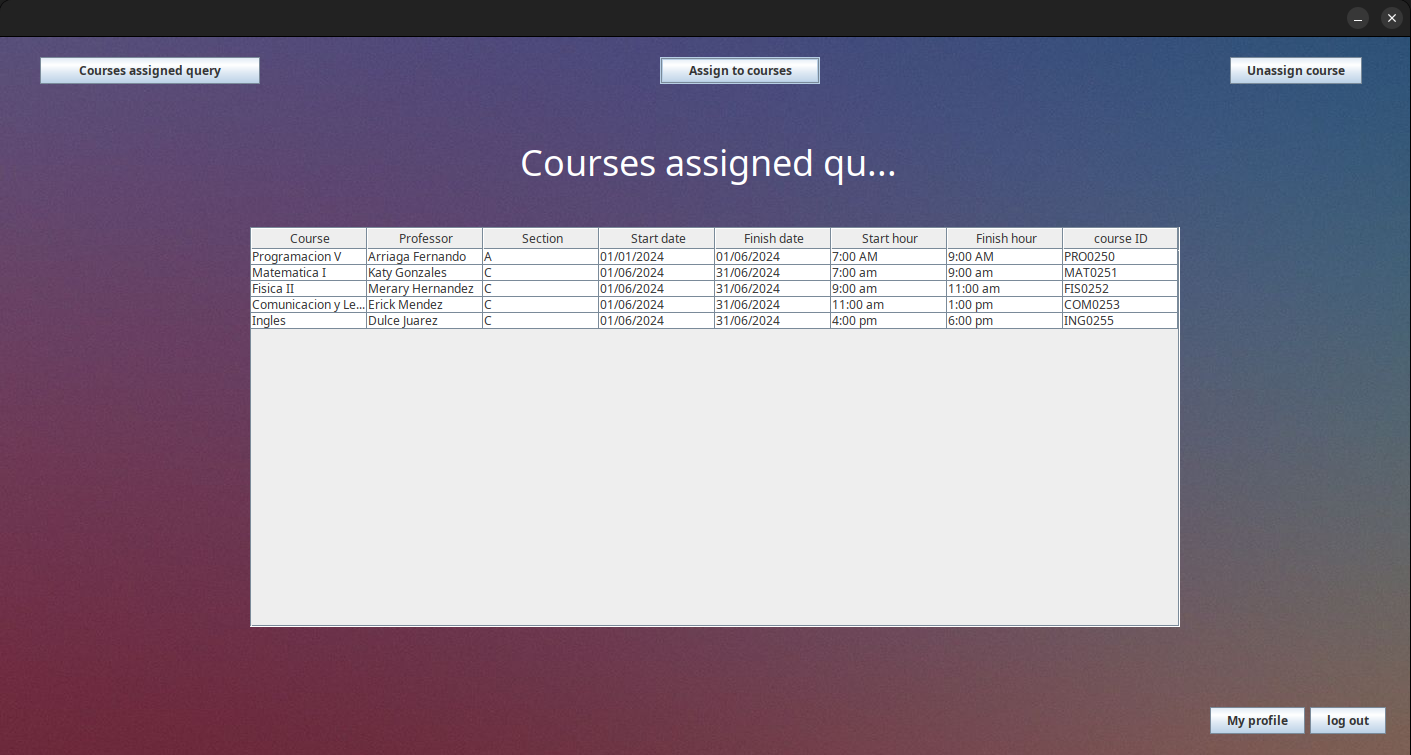 Courses assigned query Assign to courses Unassign course
Courses assigned qu...
Course Professor Section Start date Finish date Start hour Finish hour course ID
Programacion V Arriaga Fernando A 01/01/2024 01/06/2024 7:00 AM 9:00 AM PRO0250
Matematica I Katy Gonzales C 01/06/2024 31/06/2024 7:00 am 9:00 am MAT0251
Fisica II Merary Hernandez C 01/06/2024 31/06/2024 9:00 am 11:00 am FIS0252
Comunicacion y Le... Erick Mendez C 01/06/2024 31/06/2024 11:00 am 1:00 pm COM0253
Ingles Dulce Juarez C 01/06/2024 31/06/2024 4:00 pm 6:00 pm ING0255
My profile log out